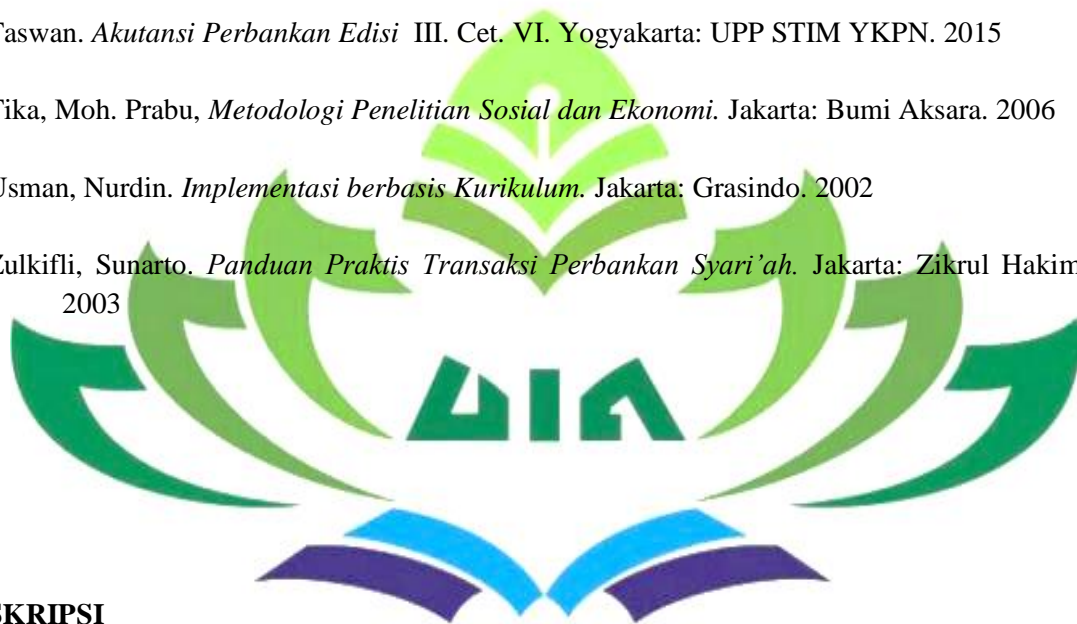 Taswan. Akutansi Perbankan Edisi III. Cet. VI. Yogyakarta: UPP STIM YKPN. 2015
Tika, Moh. Prabu, Metodologi Penelitian Sosial dan Ekonomi. Jakarta: Bumi Aksara. 2006
Usman, Nurdin. Implementasi berbasis Kurikulum. Jakarta: Grasindo. 2002
Zulkifli, Sunarto. Panduan Praktis Transaksi Perbankan Syari’ah. Jakarta: Zikrul Hakim
2003
UIN
SKRIPSI